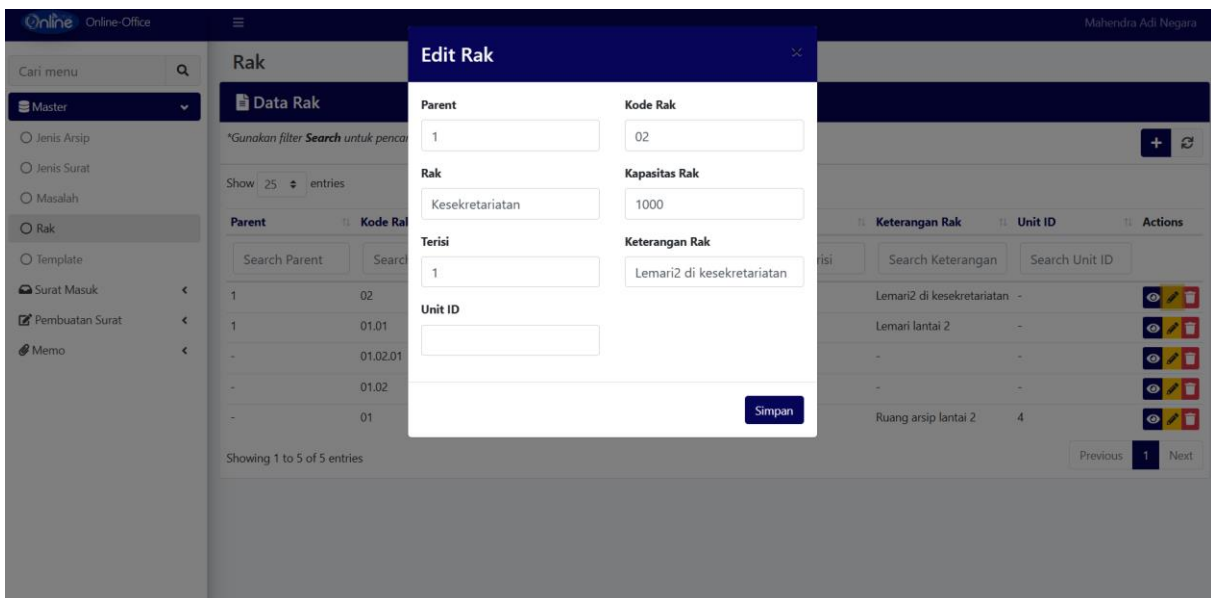 Online Online-Office
Mahendra Adi Negara
Cari menu
Master
Jenis Arsip
Jenis Surat
Masalah
Rak
Template
Surat Masuk
Pembuatan Surat
Memo
Rak
Data Rak
*Gunakan filter Search untuk pencar
Show 25 entries
Parent Kode Rak Keterangan Rak Unit ID Actions
Search Parent Search Search Keterangan Search Unit ID
1 02 Lemari2 di kesekretariatan -
1 01.01 Lemari lantai 2 -
- 01.02.01 - -
- 01.02 - -
- 01 Ruang arsip lantai 2 4
Showing 1 to 5 of 5 entries
Previous 1 Next
Edit Rak
Parent Kode Rak
1 02
Rak Kapasitas Rak
Kesekretariatan 1000
Terisi Keterangan Rak
1 Lemari2 di kesekretariatan
Unit ID
Simpan